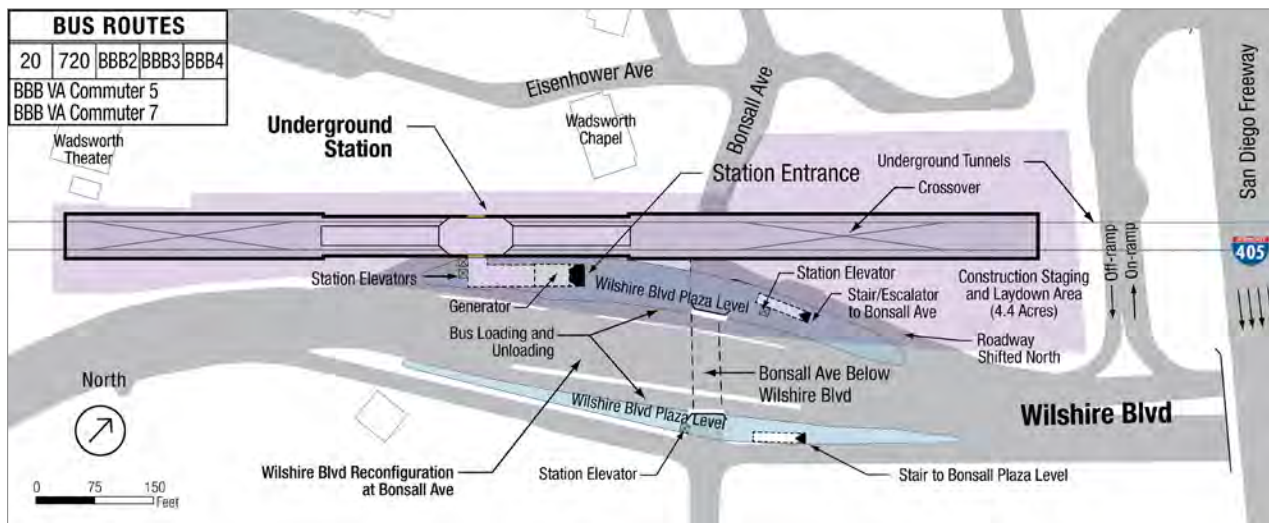 BUS ROUTES
20 720 BBB2 BBB3 BBB4
BBB VA Commuter 5
BBB VA Commuter 7
Wadsworth
Theater
Underground
Station
Eisenhower Ave
Wadsworth
Chapel
Bonsall Ave
Station Entrance
Underground Tunnels
Crossover
San Diego Freeway
405
Off-ramp
On-ramp
Station Elevators
Generator
Wilshire Blvd Plaza Level
Station Elevator
Stair/Escalator
to Bonsall Ave
Construction Staging
and Laydown Area
(4.4 Acres)
Bus Loading and
Unloading
Roadway
Shifted North
Bonsall Ave Below
Wilshire Blvd
North
Wilshire Blvd Plaza Level
Wilshire Blvd
Wilshire Blvd Reconfiguration
at Bonsall Ave
Station Elevator
Stair to Bonsall Plaza Level
0 75 150
Feet